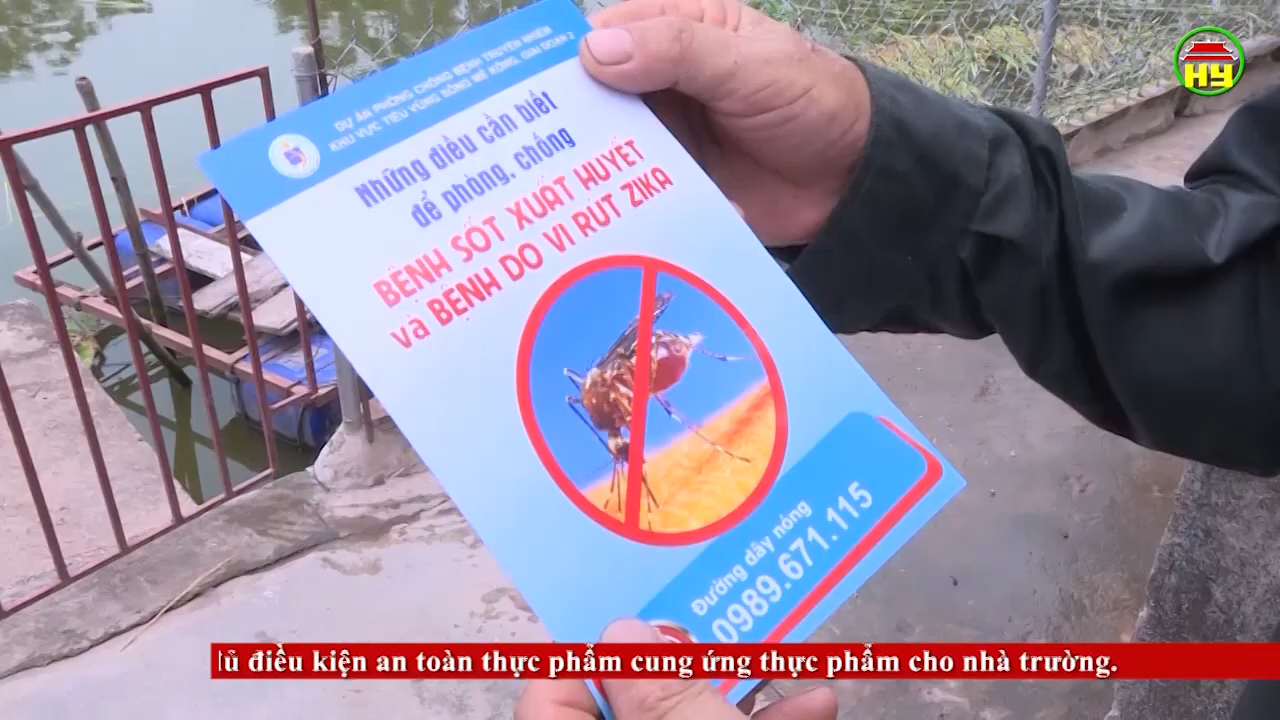 HY
DỰ ÁN PHÒNG CHỐNG BỆNH TRUYỀN NHIỄM
KHU VỰC TIỂU VÙNG SÔNG MÊ KÔNG, GIAI ĐOẠN 2
Những điều cần biết
để phòng, chống
BỆNH SỐT XUẤT HUYẾT
và BỆNH DO VI RÚT ZIKA
Đường dây nóng
0989.671.115
điều kiện an toàn thực phẩm cung ứng thực phẩm cho nhà trường.